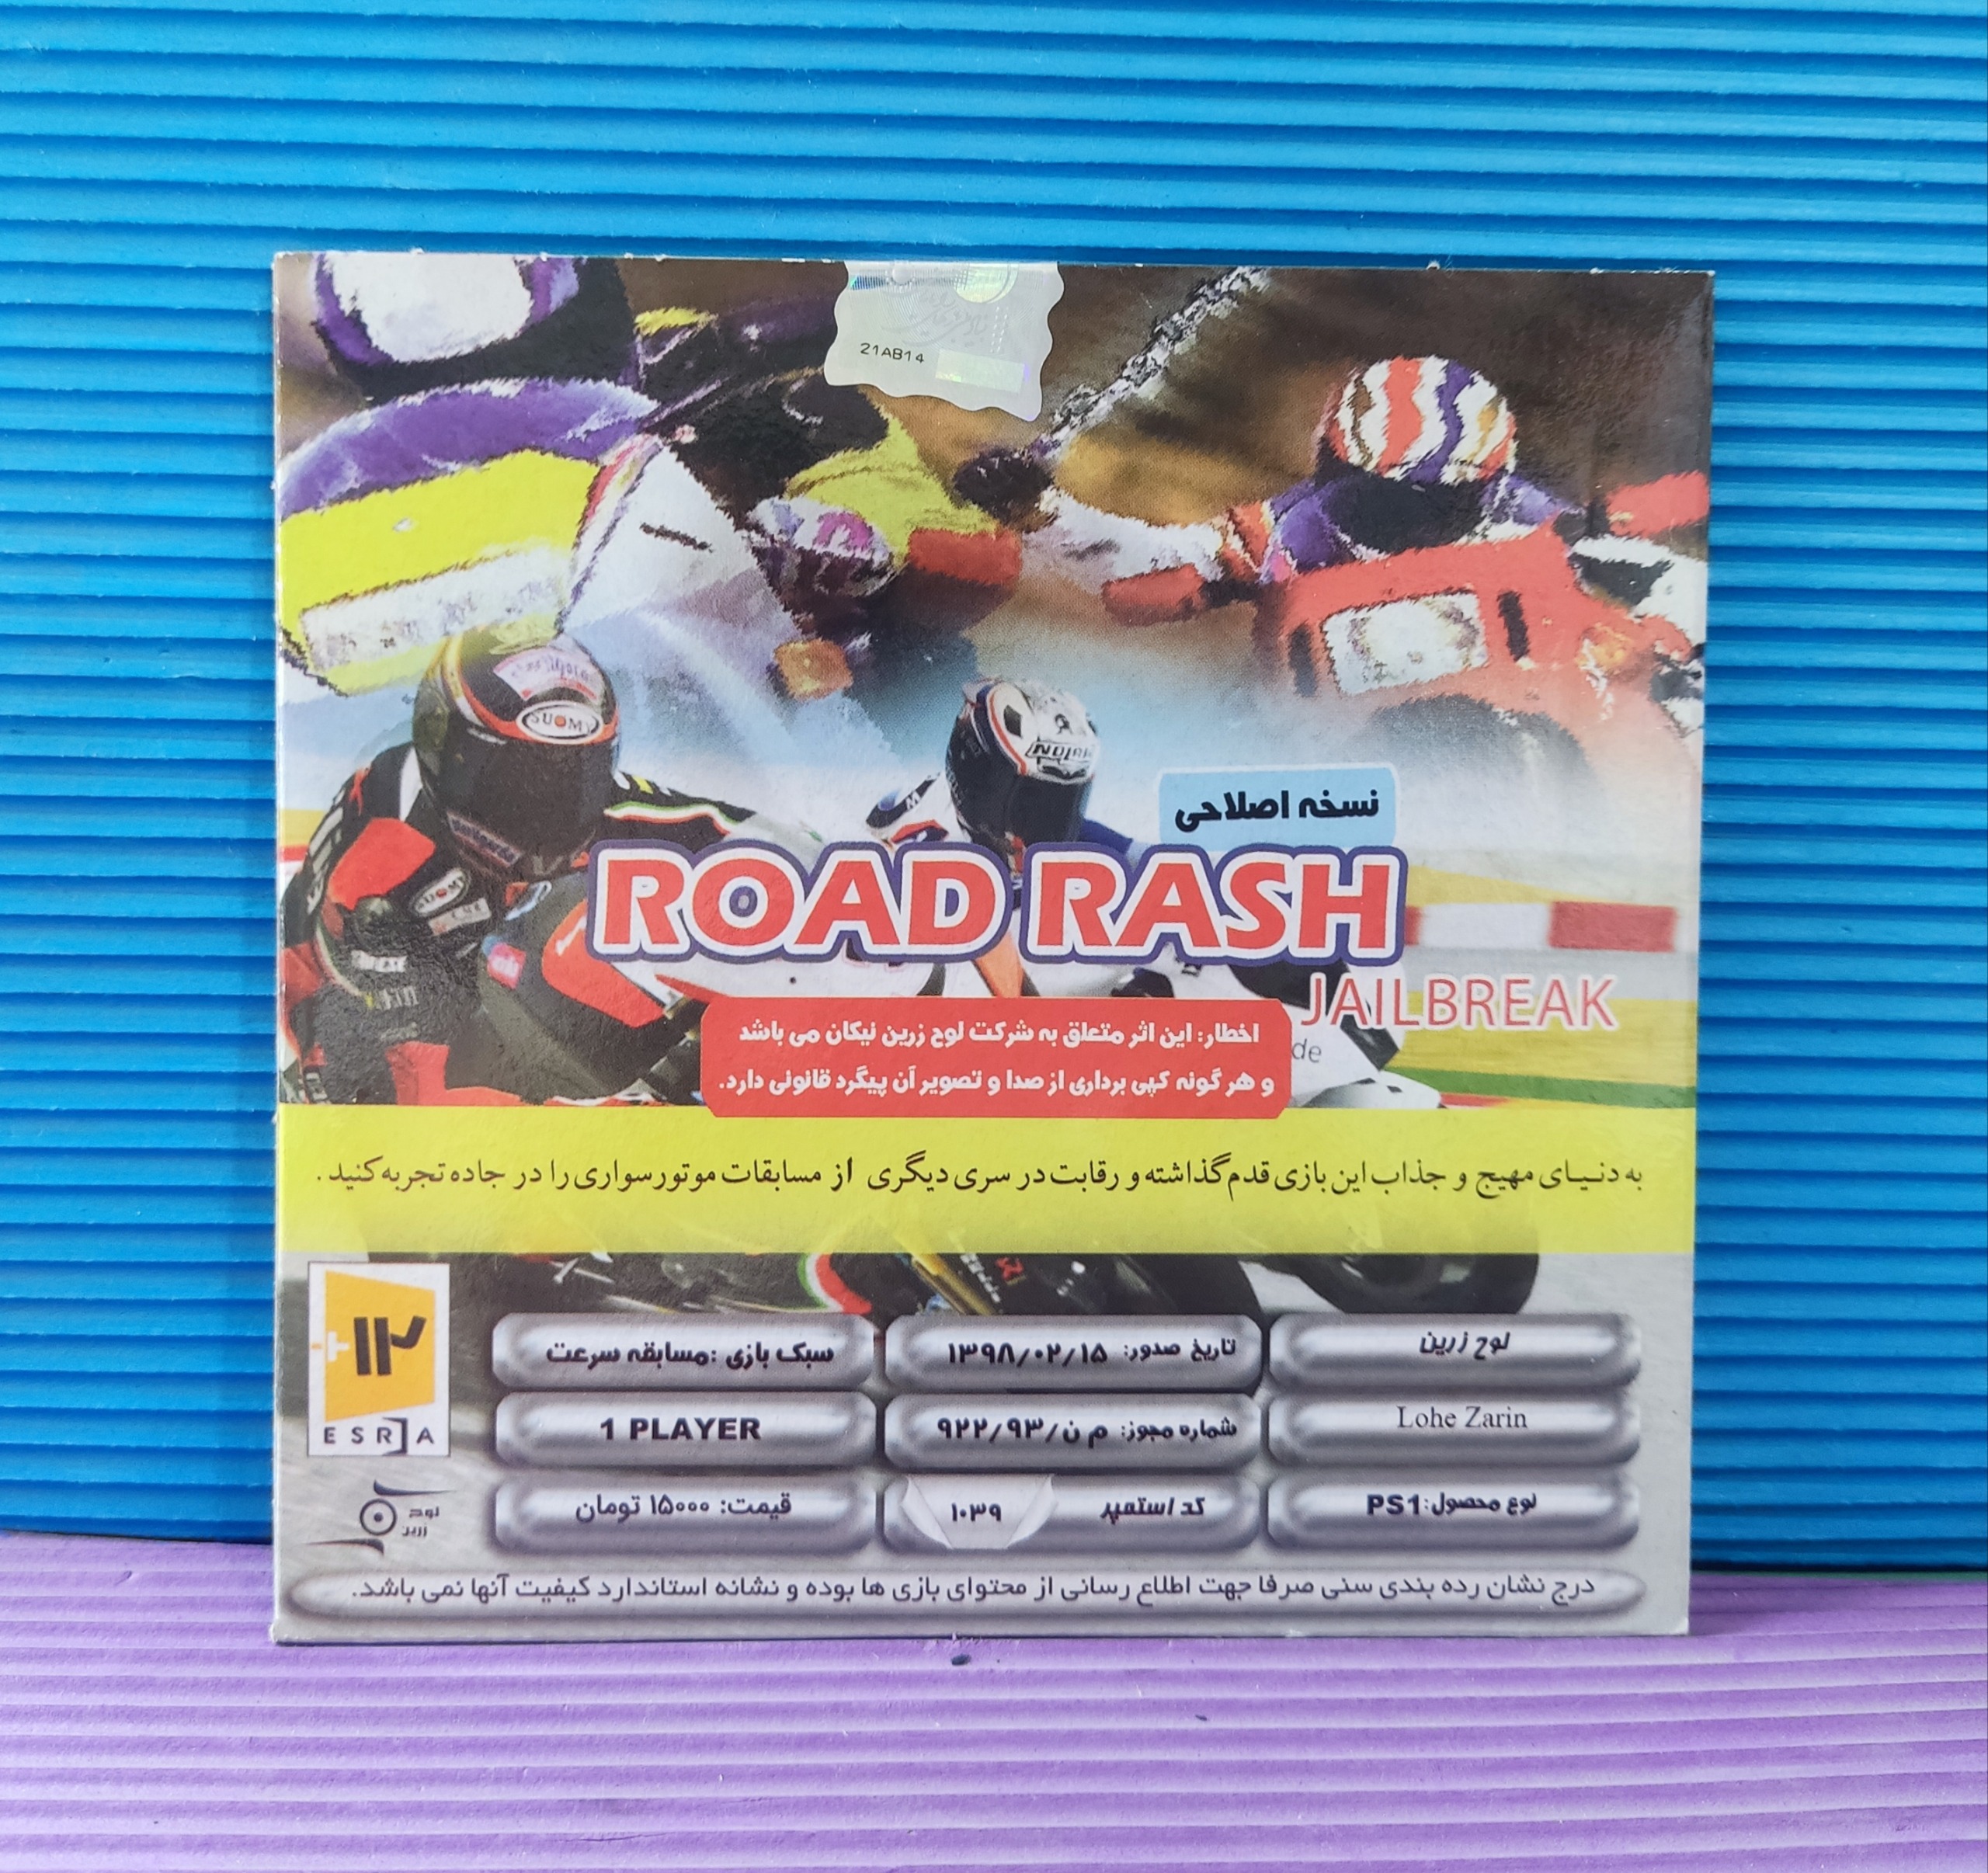 21AB14
SUOMY
NOLAN
نسخه اصلاحی
ROAD RASH
JAILBREAK
SUOMY
de
اخطار: این اثر متعلق به شرکت لوح زرین نیکان می باشد
و هر گونه کپی برداری از صدا و تصویر آن پیگرد قانونی دارد.
به دنیای مهیج و جذاب این بازی قدم گذاشته و رقابت در سری دیگری از مسابقات موتورسواری را در جاده تجربه کنید .
لوح زرین
تاریخ صدور: ۱۳۹۸/۰۲/۱۵
سبک بازی :مسابقه سرعت
+۱۲
ESRA
Lohe Zarin
شماره مجوز: م ن/۹۲۲/۹۳
1 PLAYER
نوع محصول:PS1
کد استمپر ۱۰۳۹
قیمت: ۱۵۰۰۰ تومان
لوح
زرین
درج نشان رده بندی سنی صرفا جهت اطلاع رسانی از محتوای بازی ها بوده و نشانه استاندارد کیفیت آنها نمی باشد.